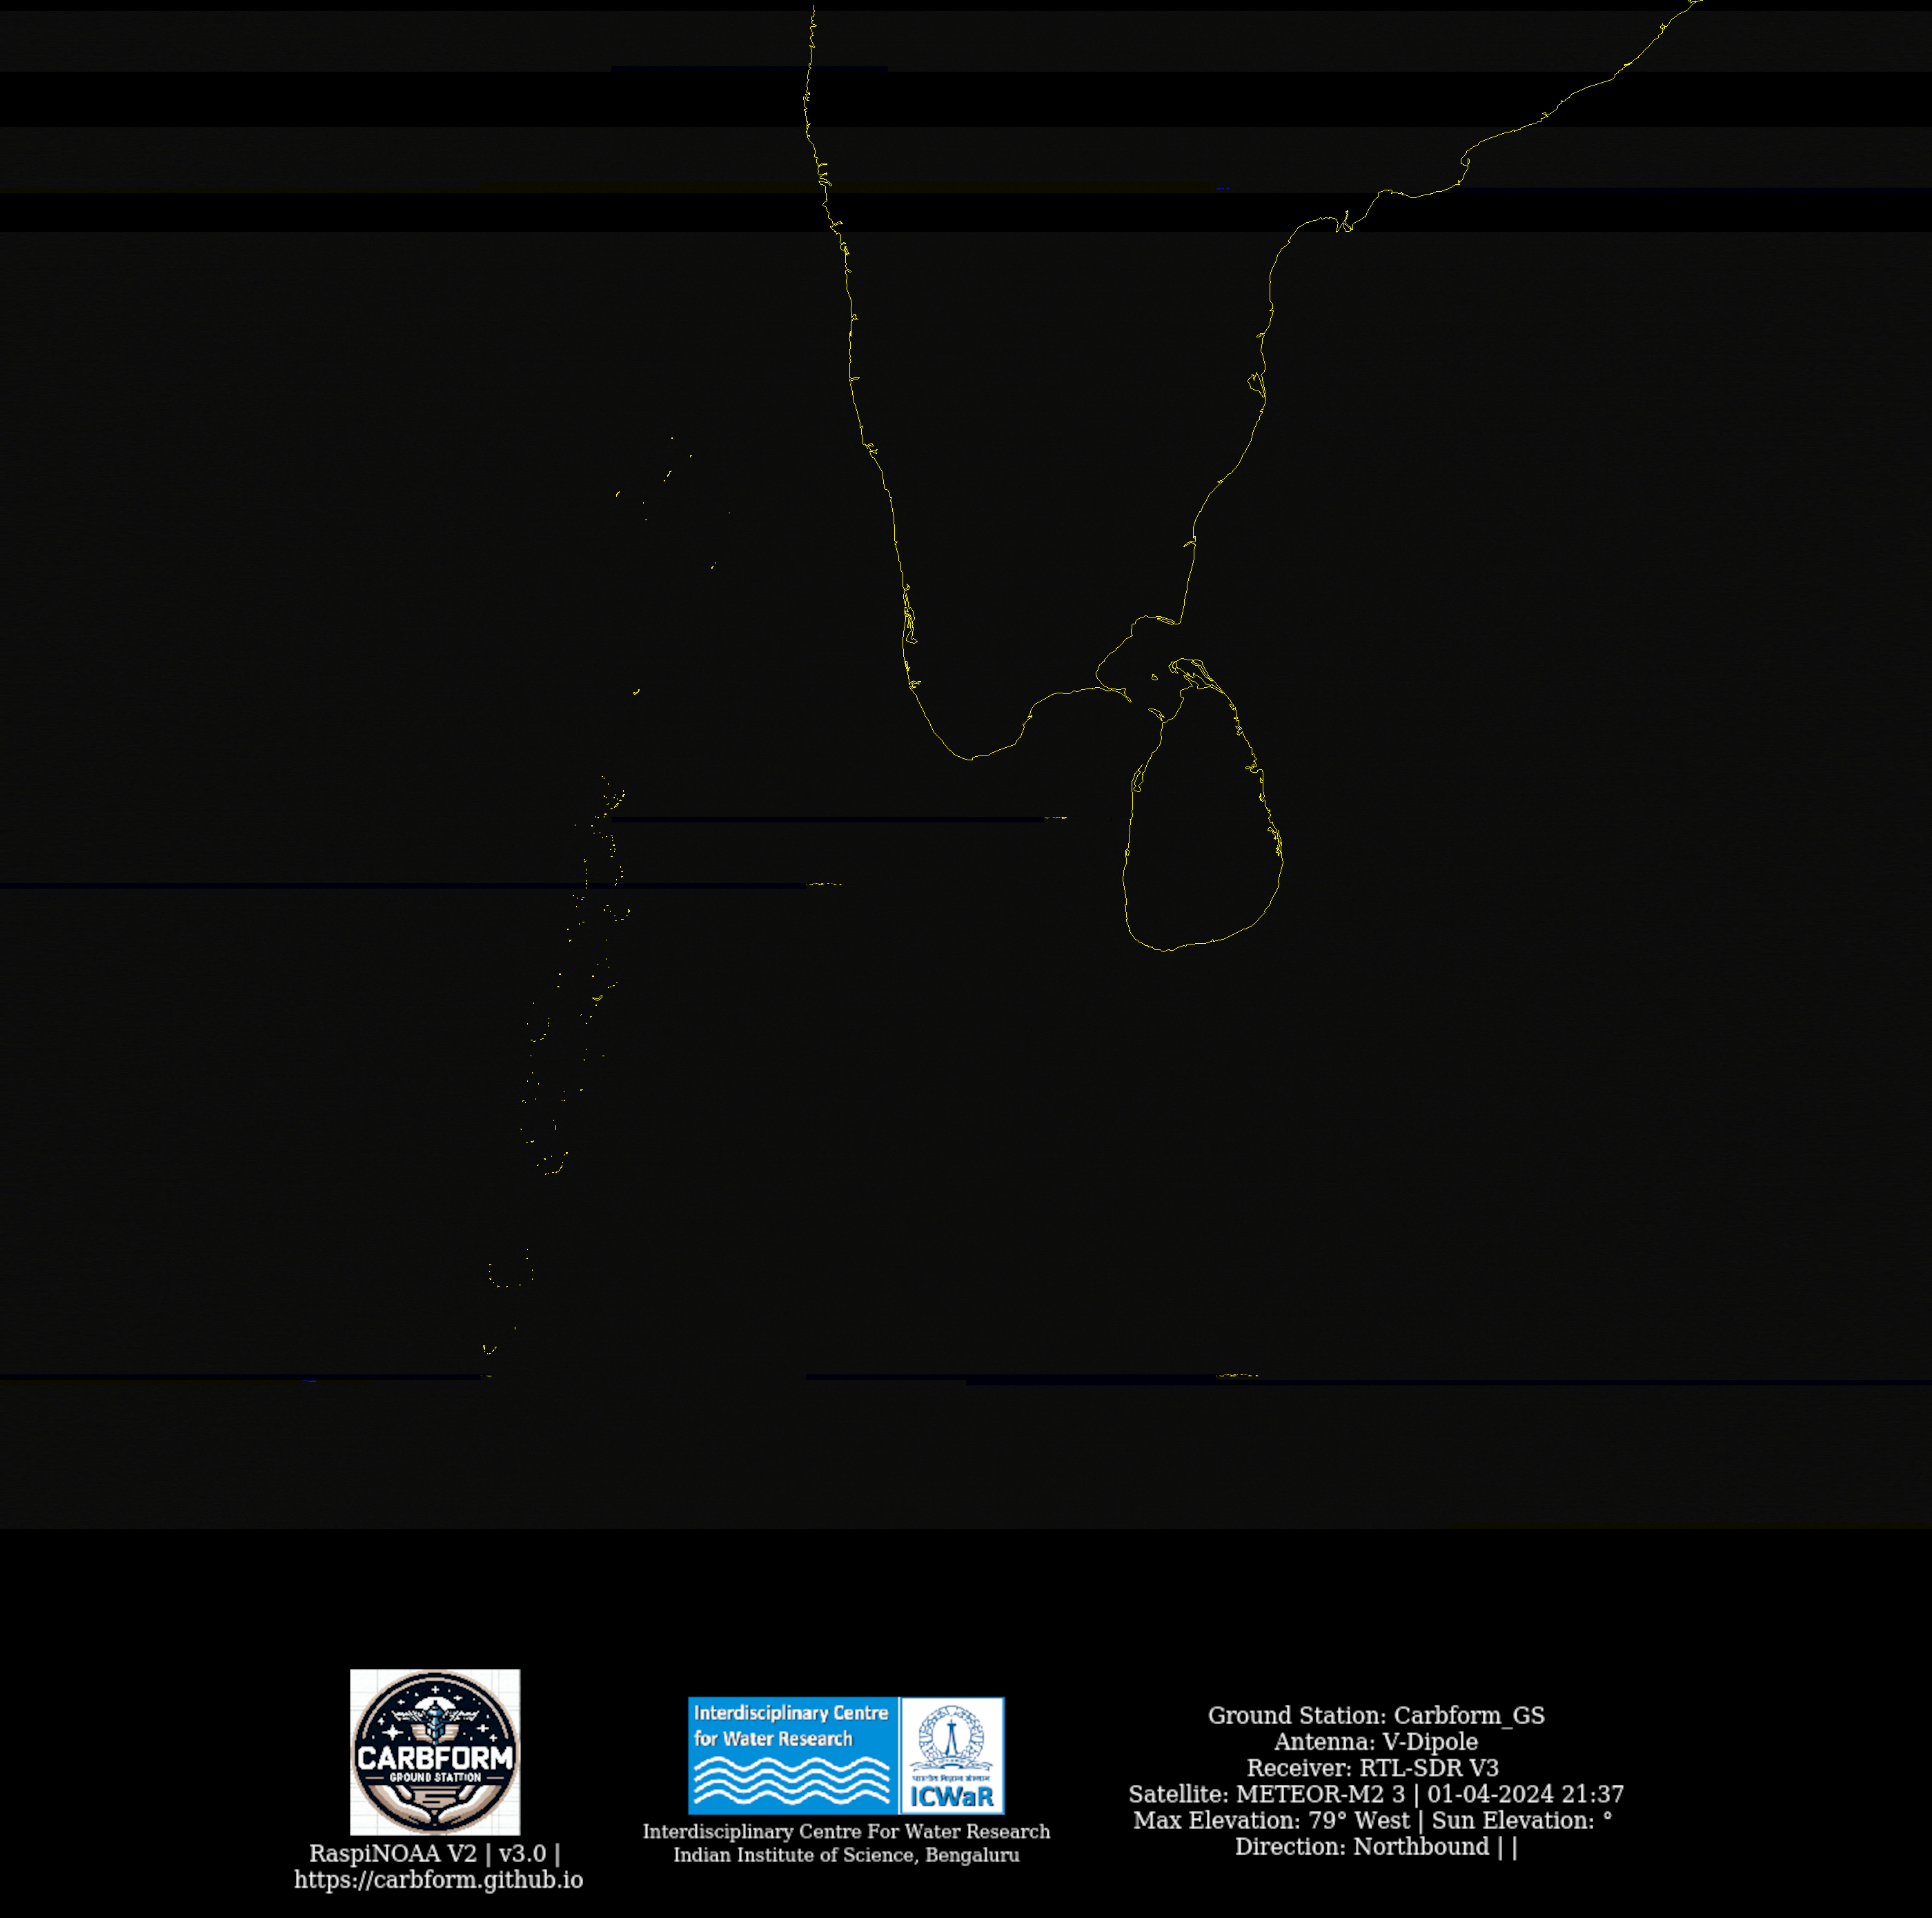 CARBFORM
GROUND STATTION
RaspiNOAA V2 | v3.0 |
https://carbform.github.io
Interdisciplinary Centre
for Water Research
ICWaR
Interdisciplinary Centre For Water Research
Indian Institute of Science, Bengaluru
Ground Station: Carbform_GS
Antenna: V-Dipole
Receiver: RTL-SDR V3
Satellite: METEOR-M2 3 | 01-04-2024 21:37
Max Elevation: 79° West | Sun Elevation: °
Direction: Northbound | |